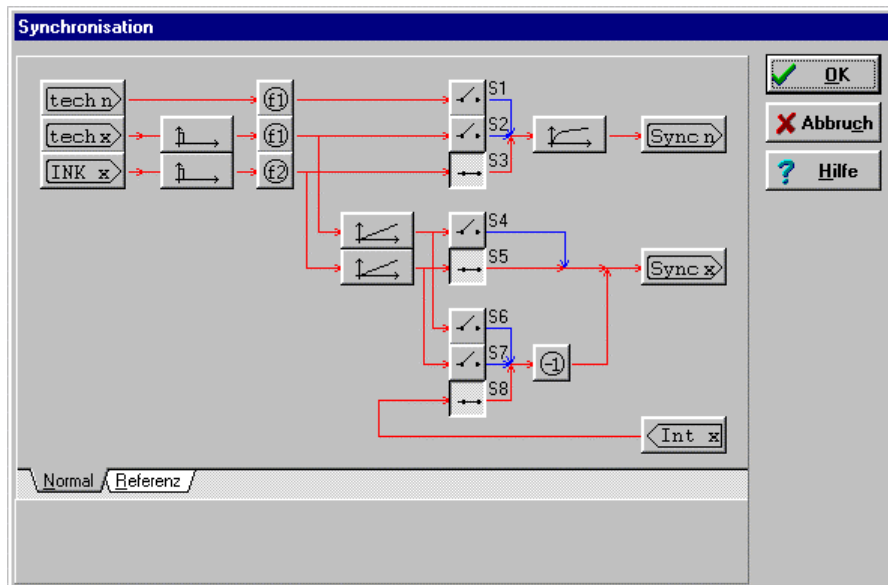 Synchronisation
tech n
f1
S1
OK
tech x
f1
S2
Sync n
Abbruch
INK x
f2
S3
? Hilfe
S4
S5
Sync x
S6
S7
-1
S8
Int x
Normal
Referenz